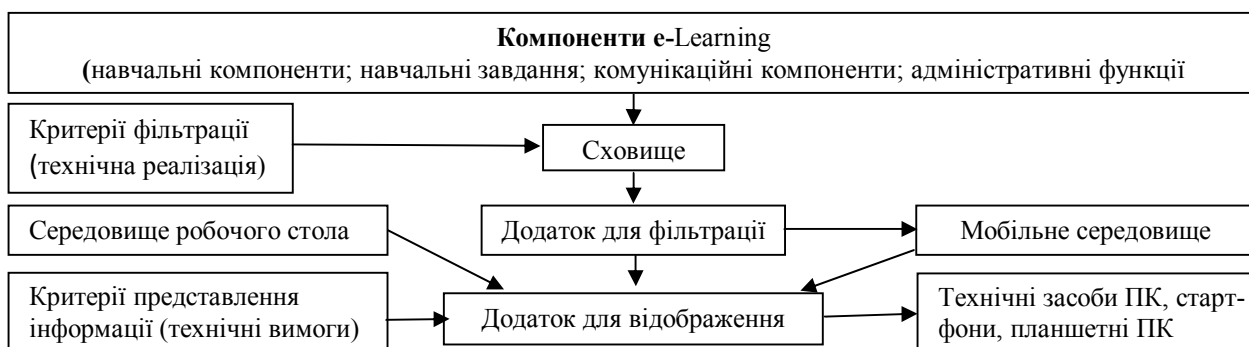 Компоненти e-Learning
(навчальні компоненти; навчальні завдання; комунікаційні компоненти; адміністративні функції
Критерії фільтрації
(технічна реалізація)
Сховище
Середовище робочого стола
Додаток для фільтрації
Мобільне середовище
Критерії представлення
інформації (технічні вимоги)
Додаток для відображення
Технічні засоби ПК, старт-
фони, планшетні ПК